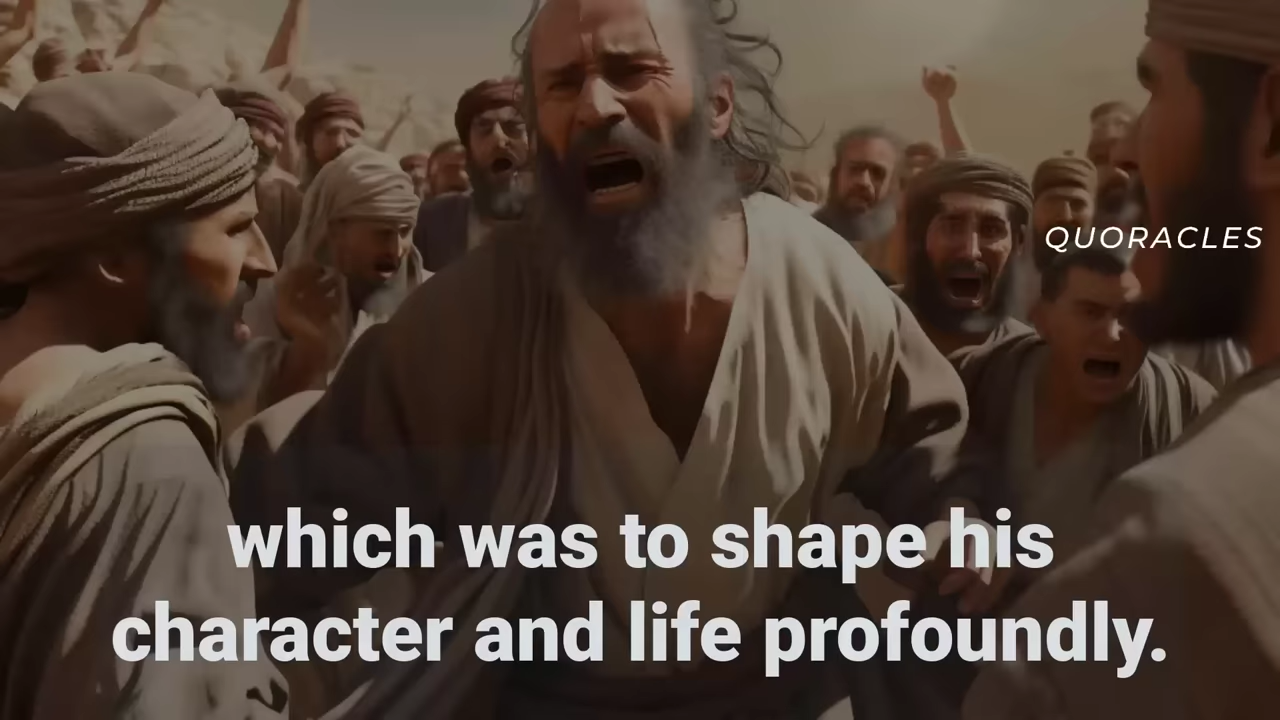 QUORACLES
which was to shape his
character and life profoundly.